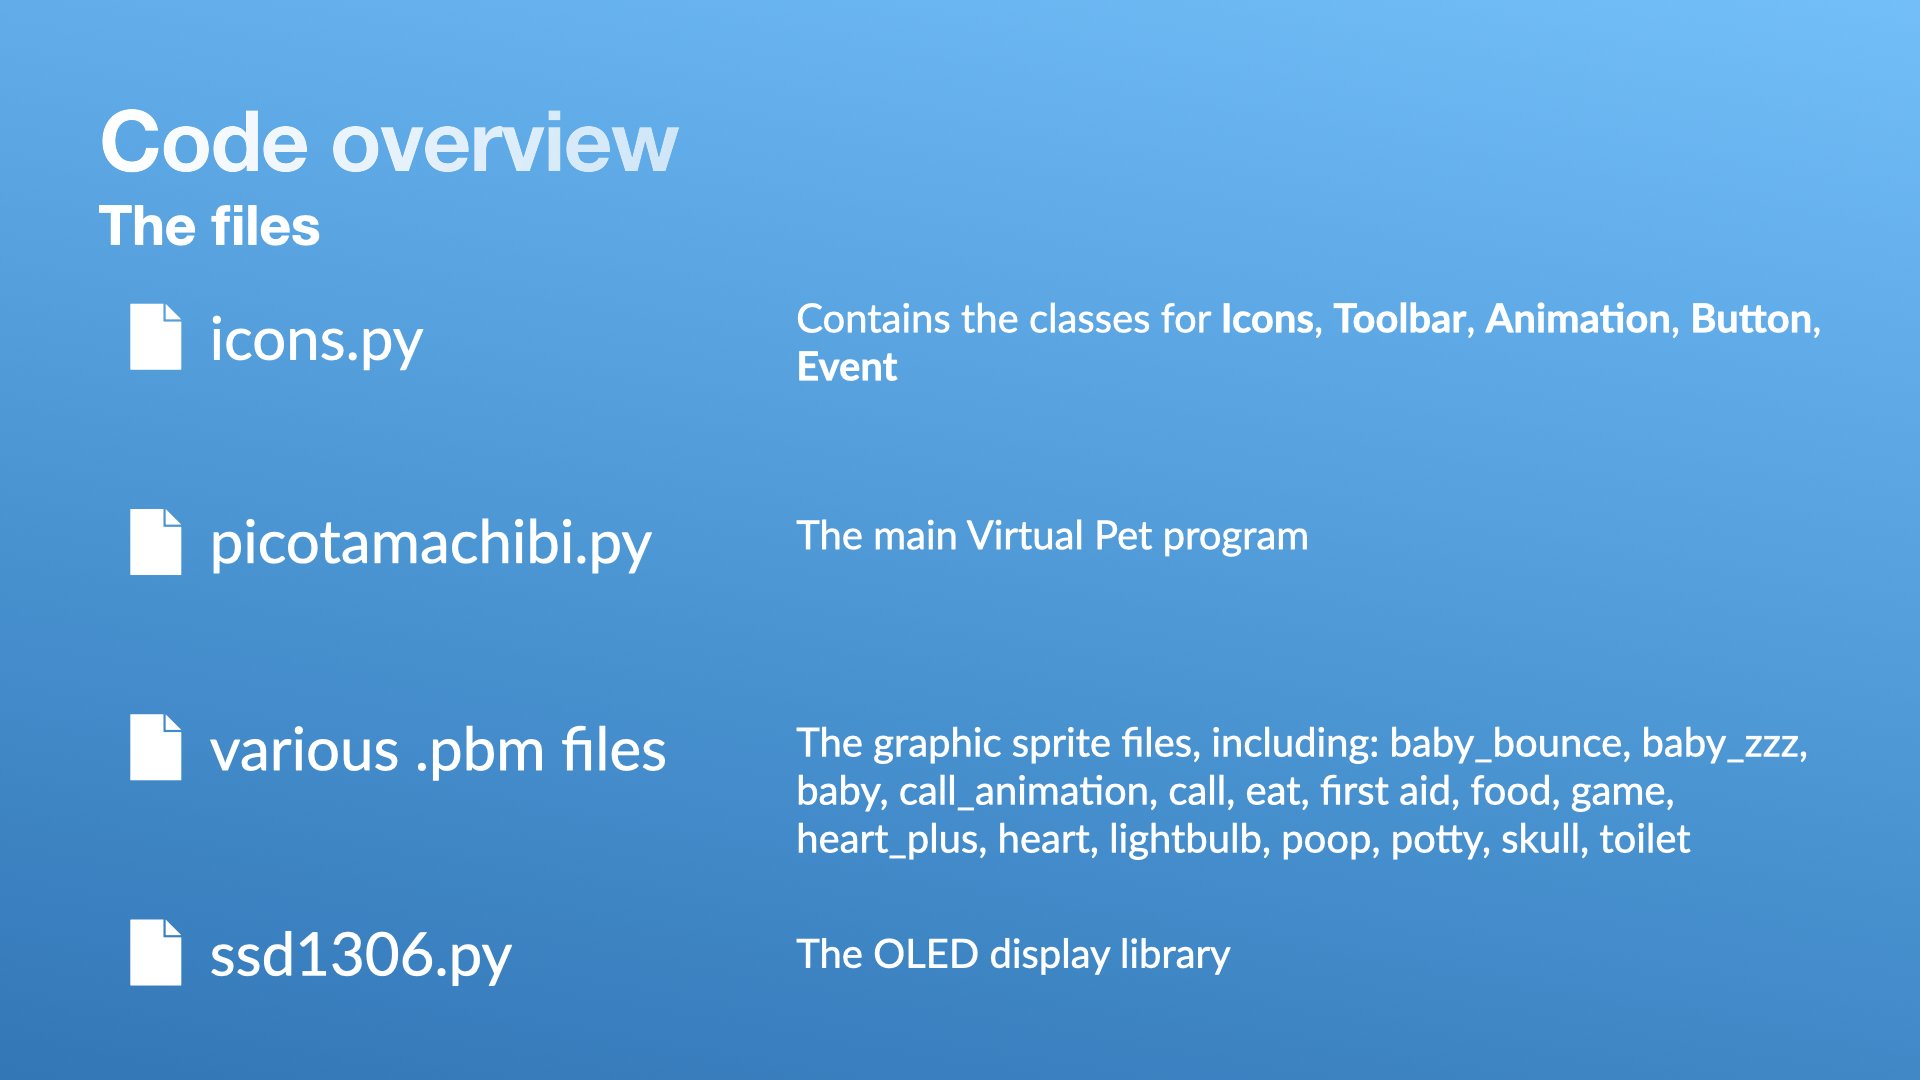 Code overview
The files
icons.py
Contains the classes for Icons, Toolbar, Animation, Button,
Event
picotamachibi.py
The main Virtual Pet program
various .pbm files
The graphic sprite files, including: baby_bounce, baby_zzz,
baby, call_animation, call, eat, first aid, food, game,
heart_plus, heart, lightbulb, poop, potty, skull, toilet
ssd1306.py
The OLED display library